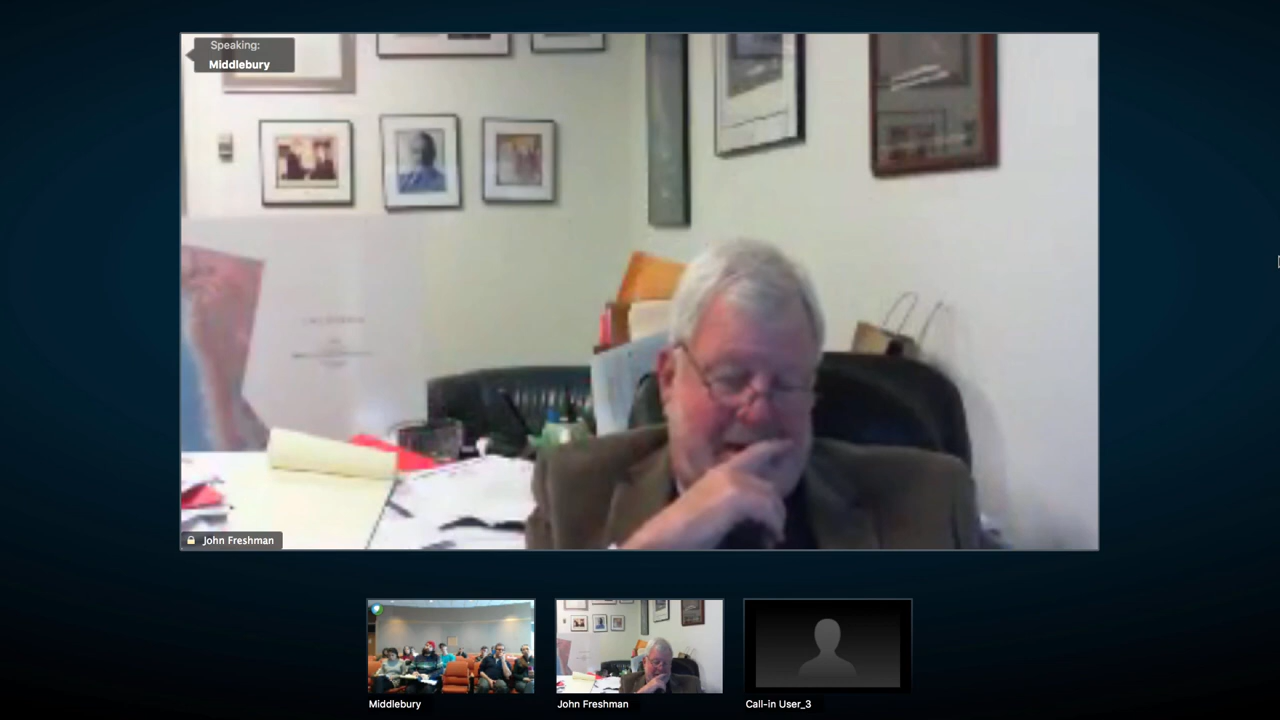 Speaking:
Middlebury
John Freshman
Middlebury
John Freshman
Call-in User_3